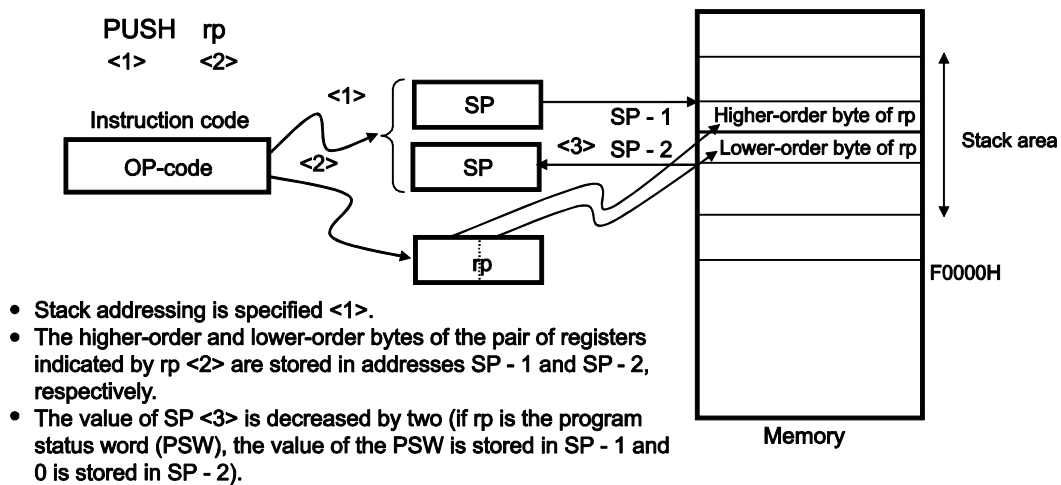 PUSH rp
<1> <2>
Instruction code
OP-code
<1>
<2>
SP
SP
<3>
SP - 1
SP - 2
rp
Higher-order byte of rp
Lower-order byte of rp
Stack area
F0000H
Memory
• Stack addressing is specified <1>.
• The higher-order and lower-order bytes of the pair of registers
indicated by rp <2> are stored in addresses SP - 1 and SP - 2,
respectively.
• The value of SP <3> is decreased by two (if rp is the program
status word (PSW), the value of the PSW is stored in SP - 1 and
0 is stored in SP - 2).